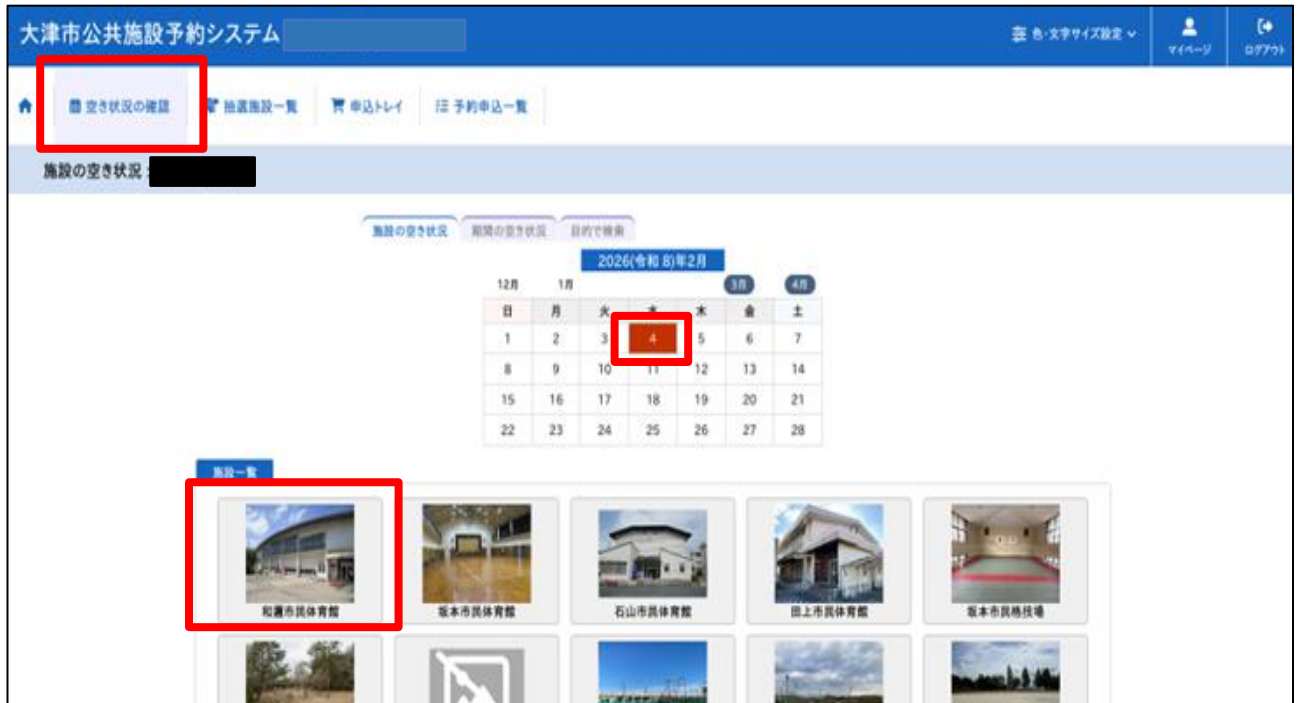 大津市公共施設予約システム
色・文字サイズ設定
マイページ
ログアウト
空き状況の確認
抽選施設一覧
申込トレイ
予約申込一覧
施設の空き状況:
施設の空き状況
期間の空き状況
目的で検索
2026(令和 8)年2月
12月 1月 3月 4月
日 月 火 水 木 金 土
1 2 3 4 5 6 7
8 9 10 11 12 13 14
15 16 17 18 19 20 21
22 23 24 25 26 27 28
施設一覧
和邇市民体育館
坂本市民体育館
石山市民体育館
田上市民体育館
坂本市民格技場